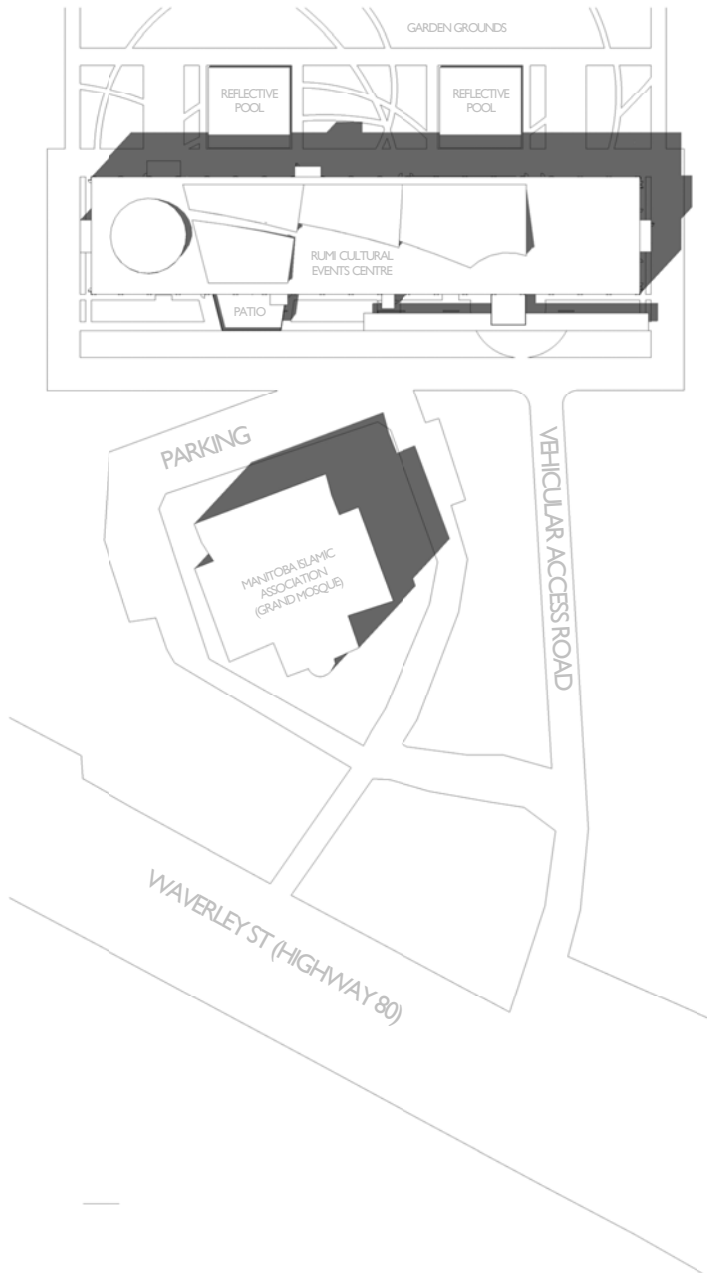 GARDEN GROUNDS
REFLECTIVE
POOL
REFLECTIVE
POOL
RUMI CULTURAL
EVENTS CENTRE
PATIO
PARKING
VEHICULAR ACCESS ROAD
MANITOBA ISLAMIC
ASSOCIATION
(GRAND MOSQUE)
WAVERLEY ST (HIGHWAY 80)